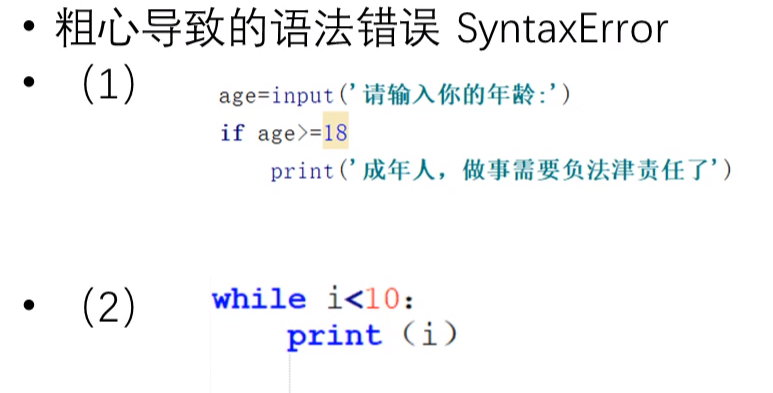 • 粗心导致的语法错误 SyntaxError
• (1)
age=input('请输入你的年龄:')
if age>=18
    print('成年人，做事需要负法津责任了')
• (2)
while i<10:
    print（i）